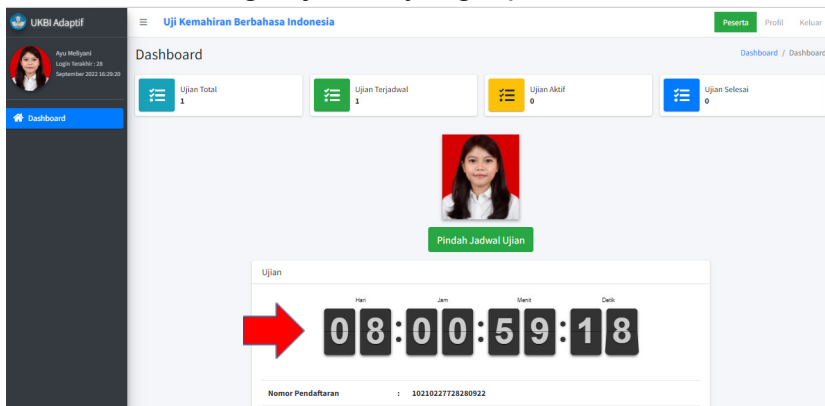 UKBI Adaptif
Uji Kemahiran Berbahasa Indonesia
Peserta Profil Keluar
Ayu Meliyani
Login Terakhir : 28
September 2022 16:29:20
Dashboard
Dashboard
Dashboard / Dashboard
Ujian Total
1
Ujian Terjadwal
1
Ujian Aktif
0
Ujian Selesai
0
Pindah Jadwal Ujian
Ujian
Hari Jam Menit Detik
08:00:59:18
Nomor Pendaftaran : 10210227728280922